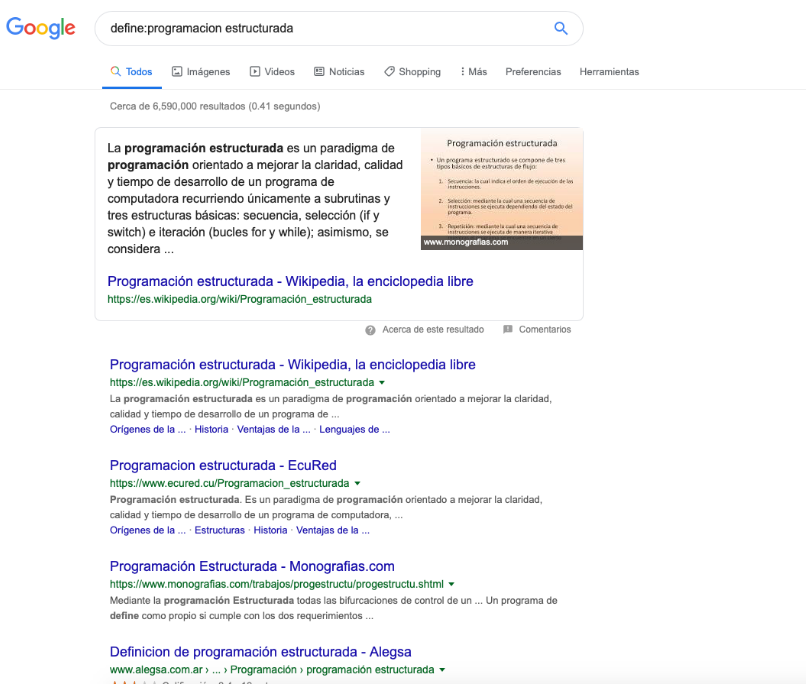 Google
define:programacion estructurada
Todos Imágenes Videos Noticias Shopping Más Preferencias Herramientas
Cerca de 6,590,000 resultados (0.41 segundos)
La programación estructurada es un paradigma de
programación orientado a mejorar la claridad, calidad
y tiempo de desarrollo de un programa de
computadora recurriendo únicamente a subrutinas y
tres estructuras básicas: secuencia, selección (if y
switch) e iteración (bucles for y while); asimismo, se
considera ...
Programación estructurada
• Un programa estructurado se compone de tres
tipos básicos de estructuras de flujo:
1. Secuencia: la cual indica el orden de ejecución de las
instrucciones.
2. Selección: mediante la cual una secuencia de
instrucciones se ejecuta dependiendo del estado del
programa.
3. Repetición: mediante la cual una secuencia de
instrucciones se ejecuta de manera iterativa
www.monografias.com
Programación estructurada - Wikipedia, la enciclopedia libre
https://es.wikipedia.org/wiki/Programación_estructurada
Acerca de este resultado Comentarios
Programación estructurada - Wikipedia, la enciclopedia libre
https://es.wikipedia.org/wiki/Programación_estructurada
La programación estructurada es un paradigma de programación orientado a mejorar la claridad,
calidad y tiempo de desarrollo de un programa de ...
Orígenes de la ... · Historia · Ventajas de la ... · Lenguajes de ...
Programacion estructurada - EcuRed
https://www.ecured.cu/Programacion_estructurada
Programación estructurada. Es un paradigma de programación orientado a mejorar la claridad,
calidad y tiempo de desarrollo de un programa de computadora, ...
Orígenes de la ... · Estructuras · Historia · Ventajas de la ...
Programación Estructurada - Monografias.com
https://www.monografias.com/trabajos/progestructu/progestructu.shtml
Mediante la programación Estructurada todas las bifurcaciones de control de un ... Un programa de
define como propio si cumple con los dos requerimientos ...
Definicion de programación estructurada - Alegsa
www.alegsa.com.ar › ... › Programación › programación estructurada